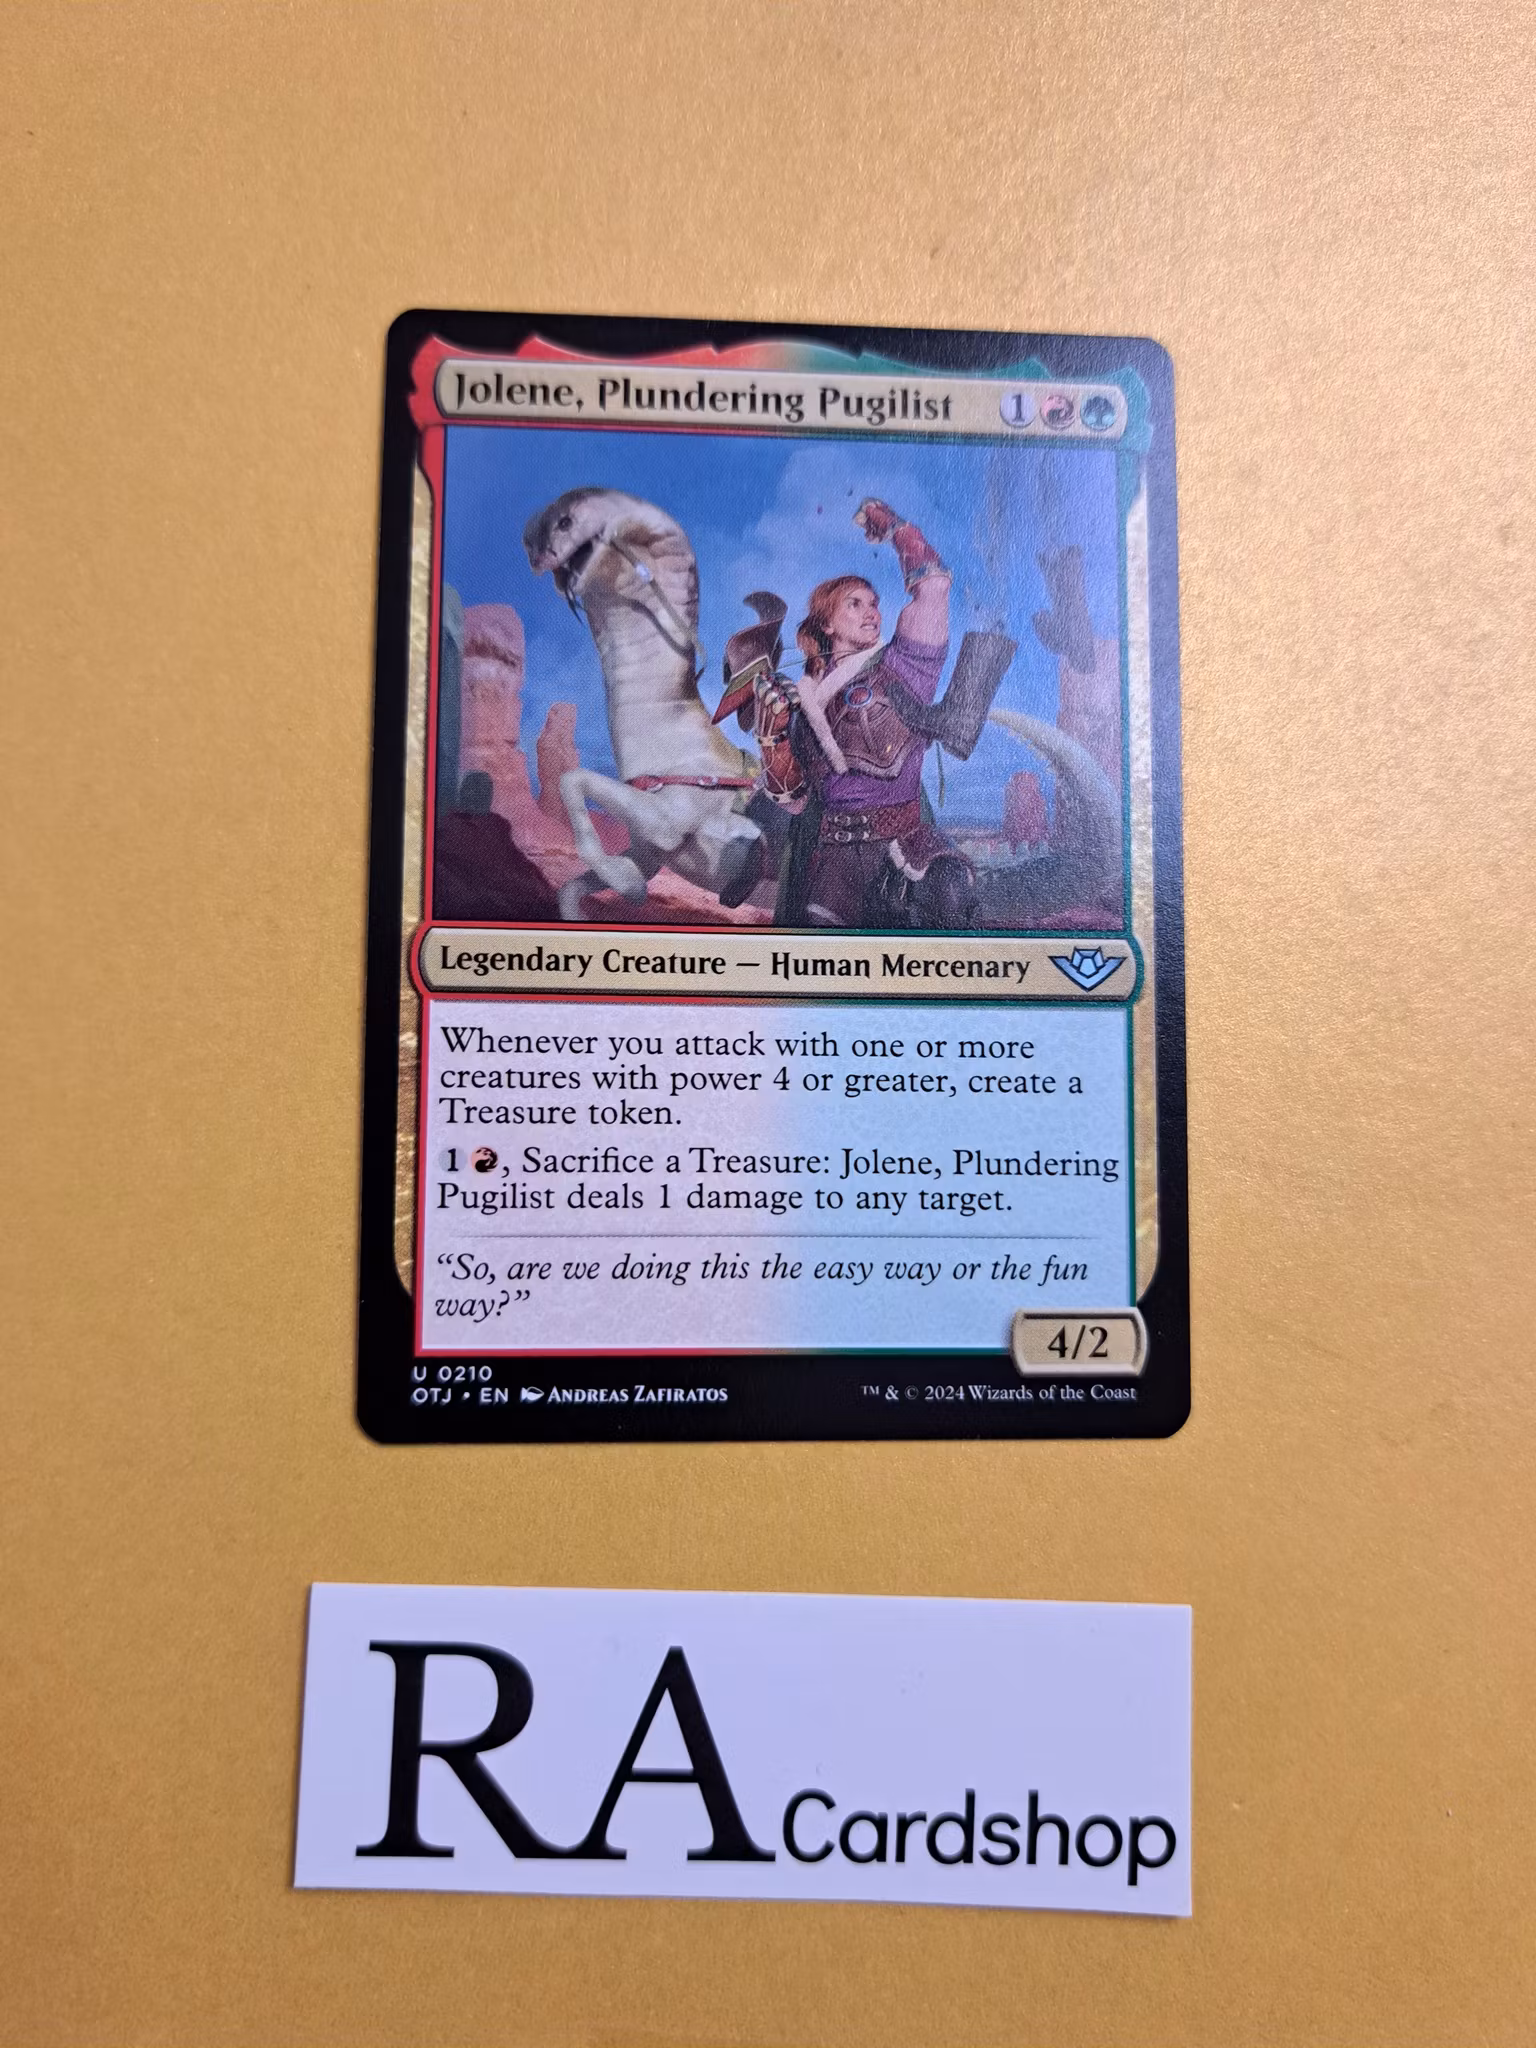 Jolene, Plundering Pugilist 1
Legendary Creature — Human Mercenary
Whenever you attack with one or more
creatures with power 4 or greater, create a
Treasure token.
1 , Sacrifice a Treasure: Jolene, Plundering
Pugilist deals 1 damage to any target.
“So, are we doing this the easy way or the fun
way?”
4/2
U 0210
OTJ • EN ANDREAS ZAFIRATOS
™ & © 2024 Wizards of the Coast
RA Cardshop